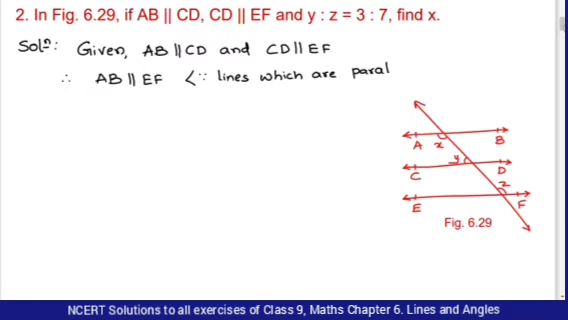 2. In Fig. 6.29, if AB || CD, CD || EF and y : z = 3 : 7, find x.
Solⁿ: Given, AB || CD and CD || EF
∴ AB || EF <∵ lines which are paral
A x B
y
C D
z
E F
Fig. 6.29
NCERT Solutions to all exercises of Class 9, Maths Chapter 6. Lines and Angles